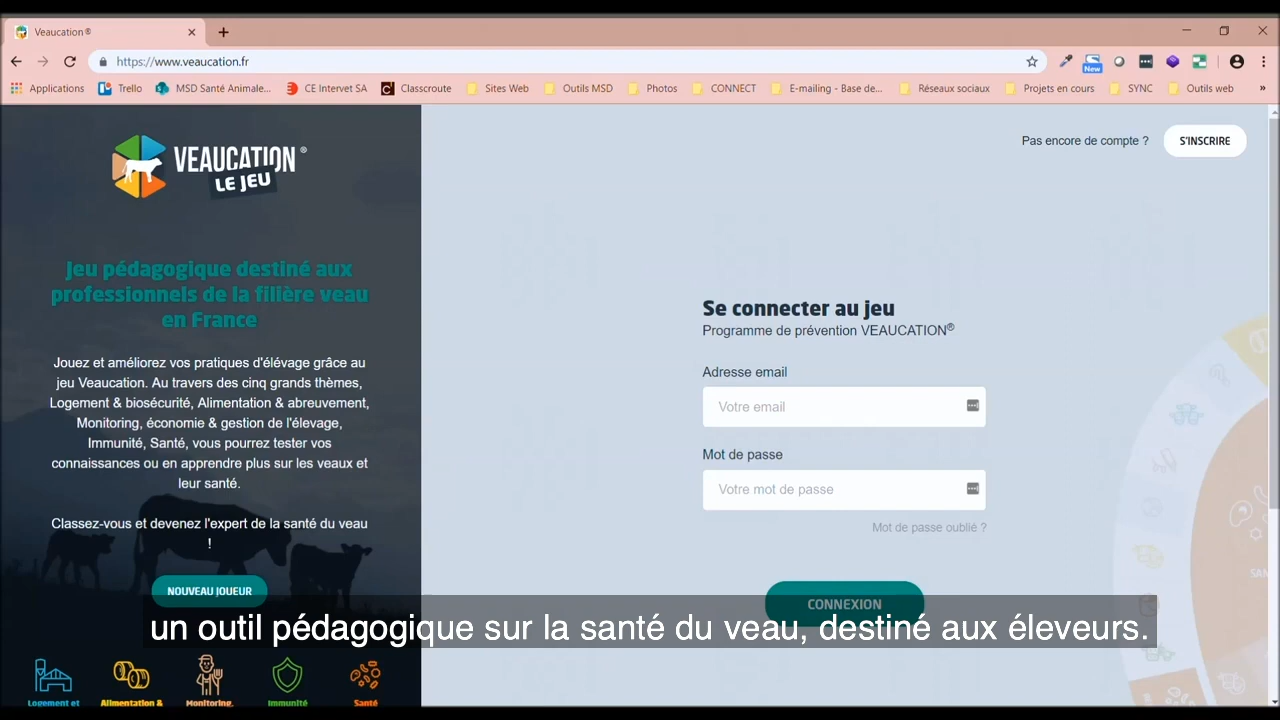 Veaucation®
https://www.veaucation.fr
New
Applications
Trello
MSD Santé Animale...
CE Intervet SA
Classcroute
Sites Web
Outils MSD
Photos
CONNECT
E-mailing - Base de...
Réseaux sociaux
Projets en cours
SYNC
Outils web
»
VEAUCATION®
LE JEU
Jeu pédagogique destiné aux
professionnels de la filière veau
en France
Jouez et améliorez vos pratiques d'élévage grâce au
jeu Veaucation. Au travers des cinq grands thèmes,
Logement & biosécurité, Alimentation & abreuvement,
Monitoring, économie & gestion de l'élevage,
Immunité, Santé, vous pourrez tester vos
connaissances ou en apprendre plus sur les veaux et
leur santé.
Classez-vous et devenez l'expert de la santé du veau
!
NOUVEAU JOUEUR
Logement et
Alimentation &
Monitoring,
Immunité
Santé
Pas encore de compte ?
S'INSCRIRE
Se connecter au jeu
Programme de prévention VEAUCATION®
Adresse email
Votre email
Mot de passe
Votre mot de passe
Mot de passe oublié ?
CONNEXION
un outil pédagogique sur la santé du veau, destiné aux éleveurs.